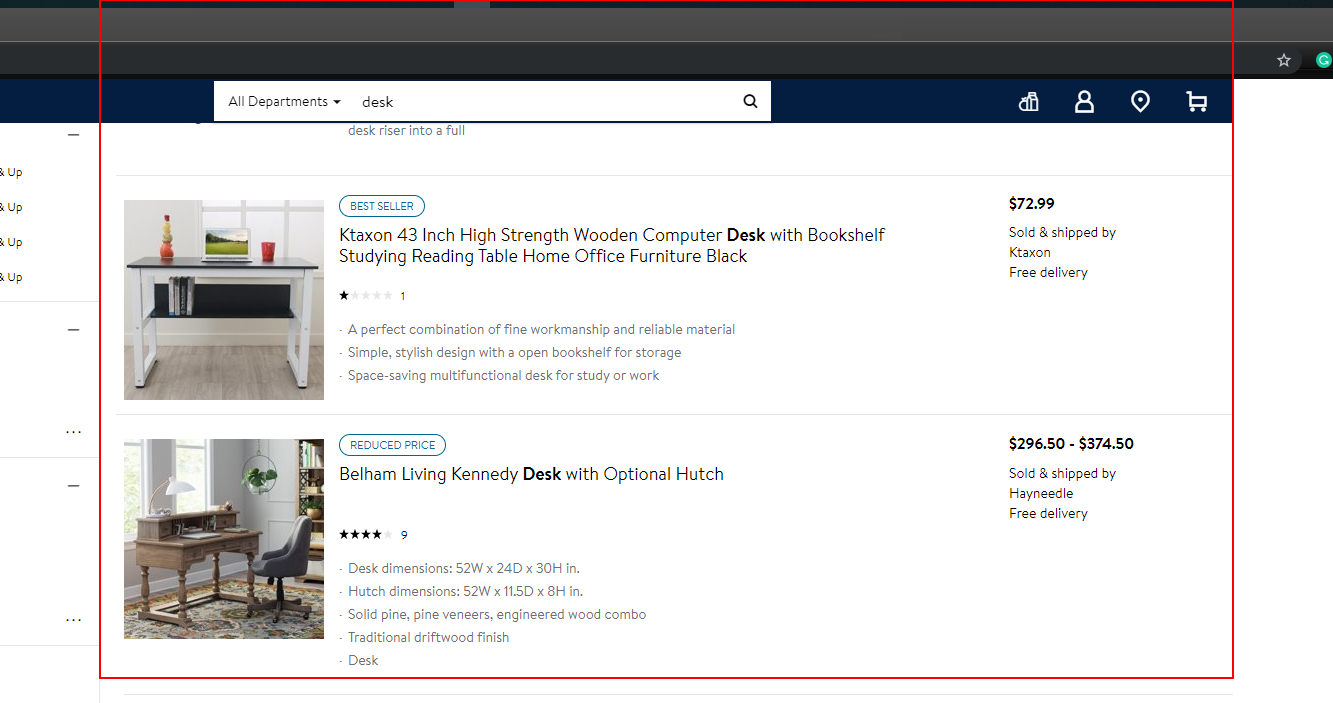 All Departments
desk
desk riser into a full
& Up
& Up
& Up
& Up
BEST SELLER
Ktaxon 43 Inch High Strength Wooden Computer Desk with Bookshelf
Studying Reading Table Home Office Furniture Black
1
· A perfect combination of fine workmanship and reliable material
· Simple, stylish design with a open bookshelf for storage
· Space-saving multifunctional desk for study or work
$72.99
Sold & shipped by
Ktaxon
Free delivery
REDUCED PRICE
Belham Living Kennedy Desk with Optional Hutch
9
· Desk dimensions: 52W x 24D x 30H in.
· Hutch dimensions: 52W x 11.5D x 8H in.
· Solid pine, pine veneers, engineered wood combo
· Traditional driftwood finish
· Desk
$296.50 - $374.50
Sold & shipped by
Hayneedle
Free delivery
...
...